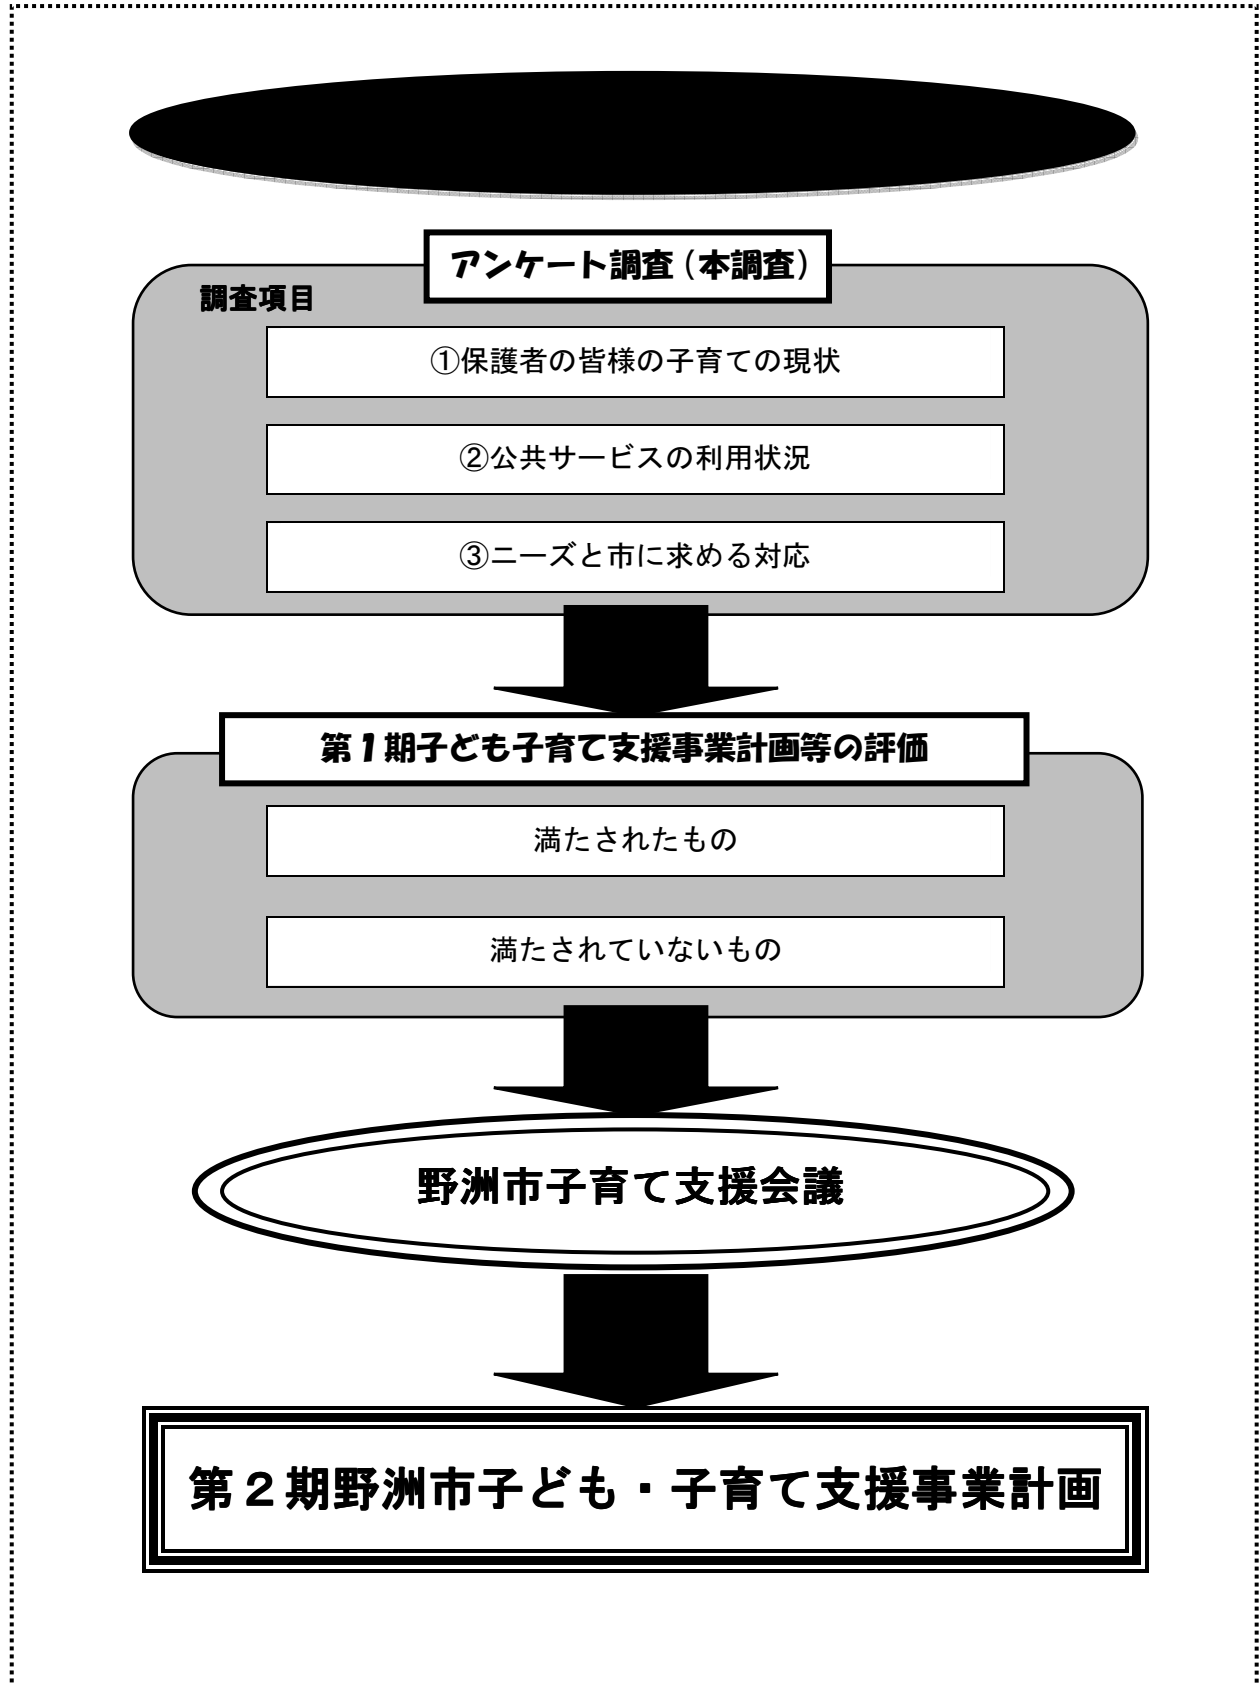 アンケート調査（本調査）
調査項目
①保護者の皆様の子育ての現状
②公共サービスの利用状況
③ニーズと市に求める対応
第１期子ども子育て支援事業計画等の評価
満たされたもの
満たされていないもの
野洲市子育て支援会議
第２期野洲市子ども・子育て支援事業計画